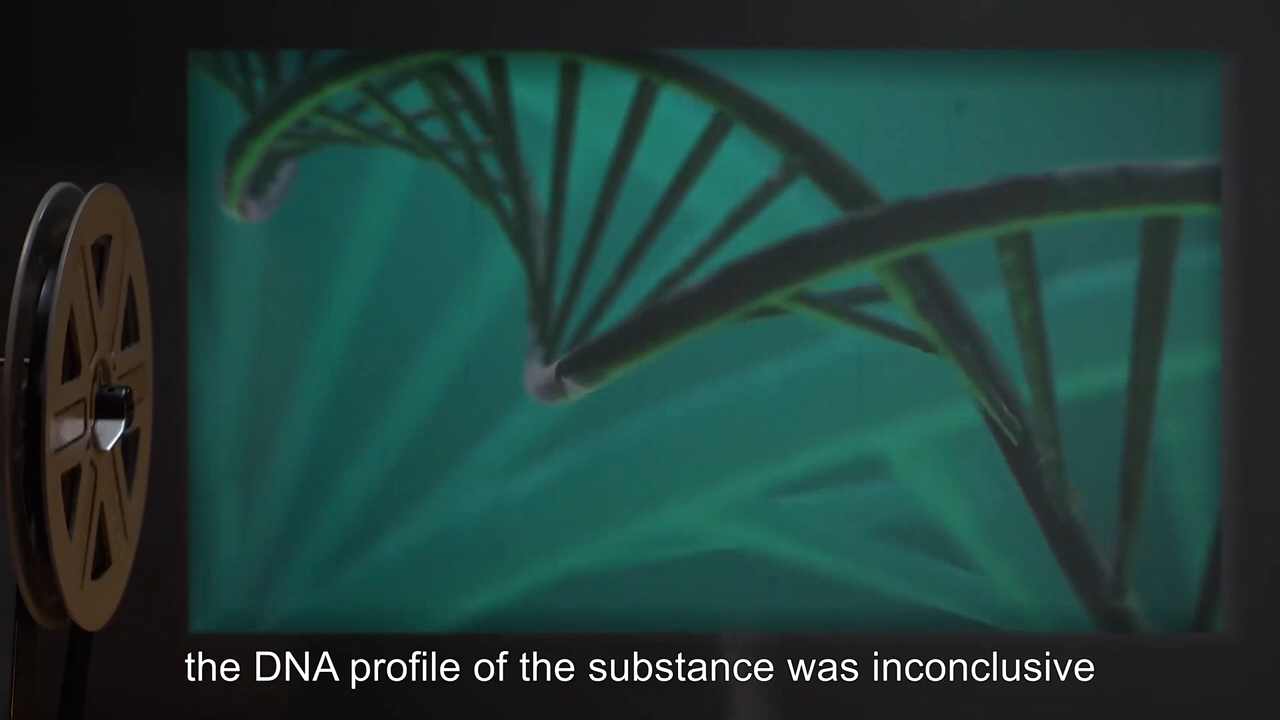 the DNA profile of the substance was inconclusive